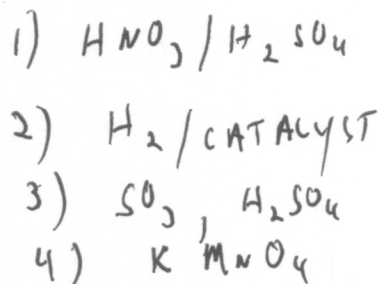 1) HNO3/H2SO4
2) H2/CATALYST
3) SO3, H2SO4
4) KMNO4